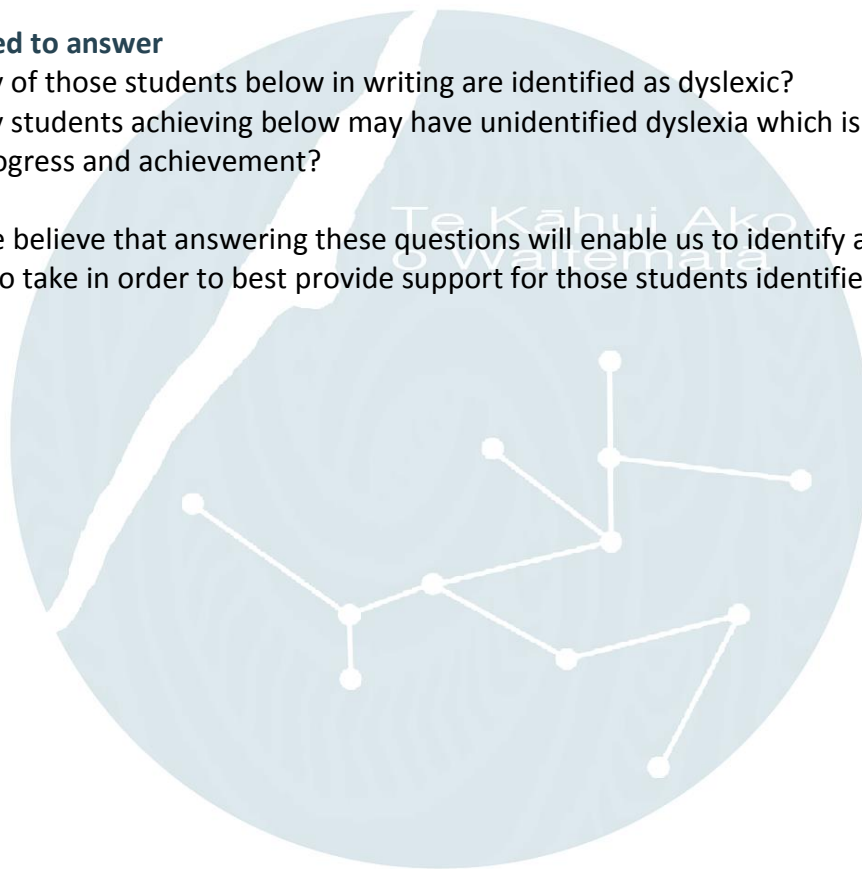 ed to answer
y of those students below in writing are identified as dyslexic?
y students achieving below may have unidentified dyslexia which is
ogress and achievement?
Te Kāhui Ako
o Waitematā
e believe that answering these questions will enable us to identify a
o take in order to best provide support for those students identifie